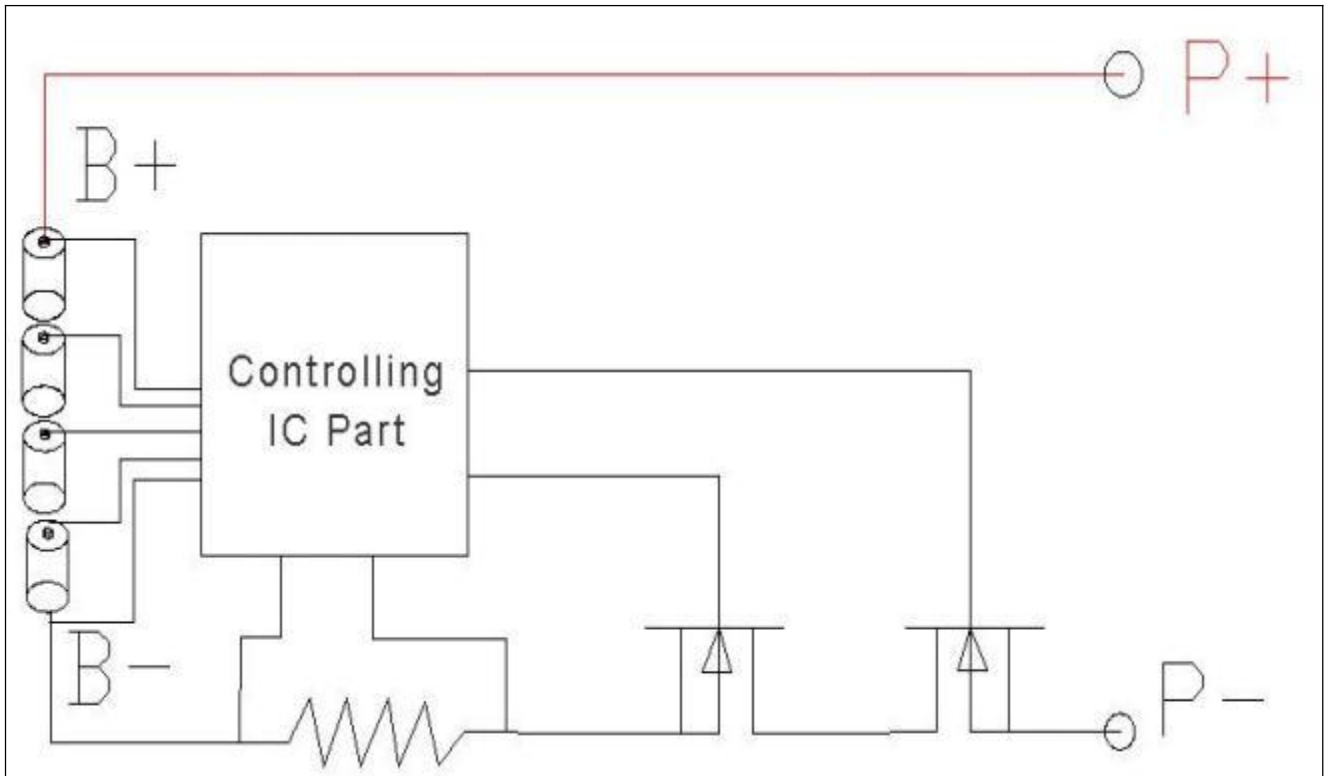 P+
B+
Controlling
IC Part
B-
P-